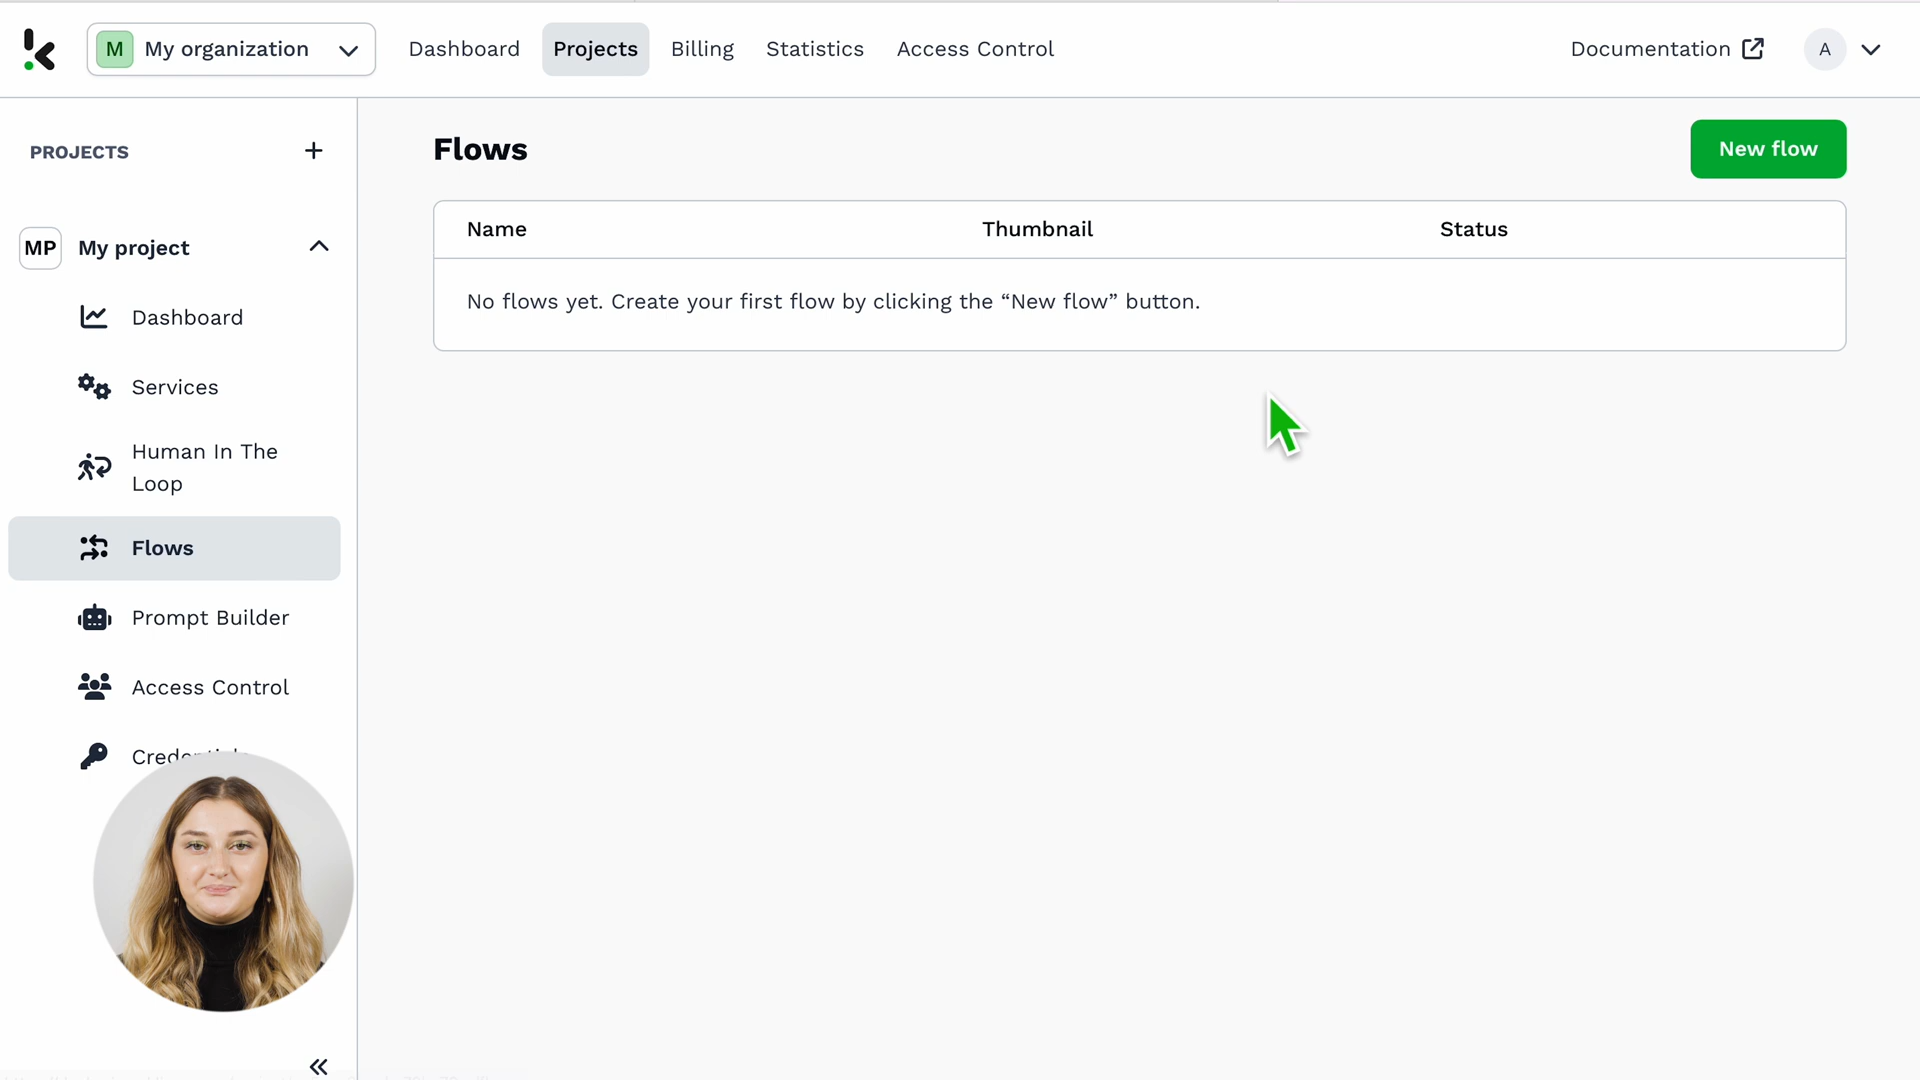 M My organization
Dashboard
Projects
Billing
Statistics
Access Control
Documentation
A
PROJECTS
MP My project
Dashboard
Services
Human In The
Loop
Flows
Prompt Builder
Access Control
Flows
New flow
Name Thumbnail Status
No flows yet. Create your first flow by clicking the “New flow” button.